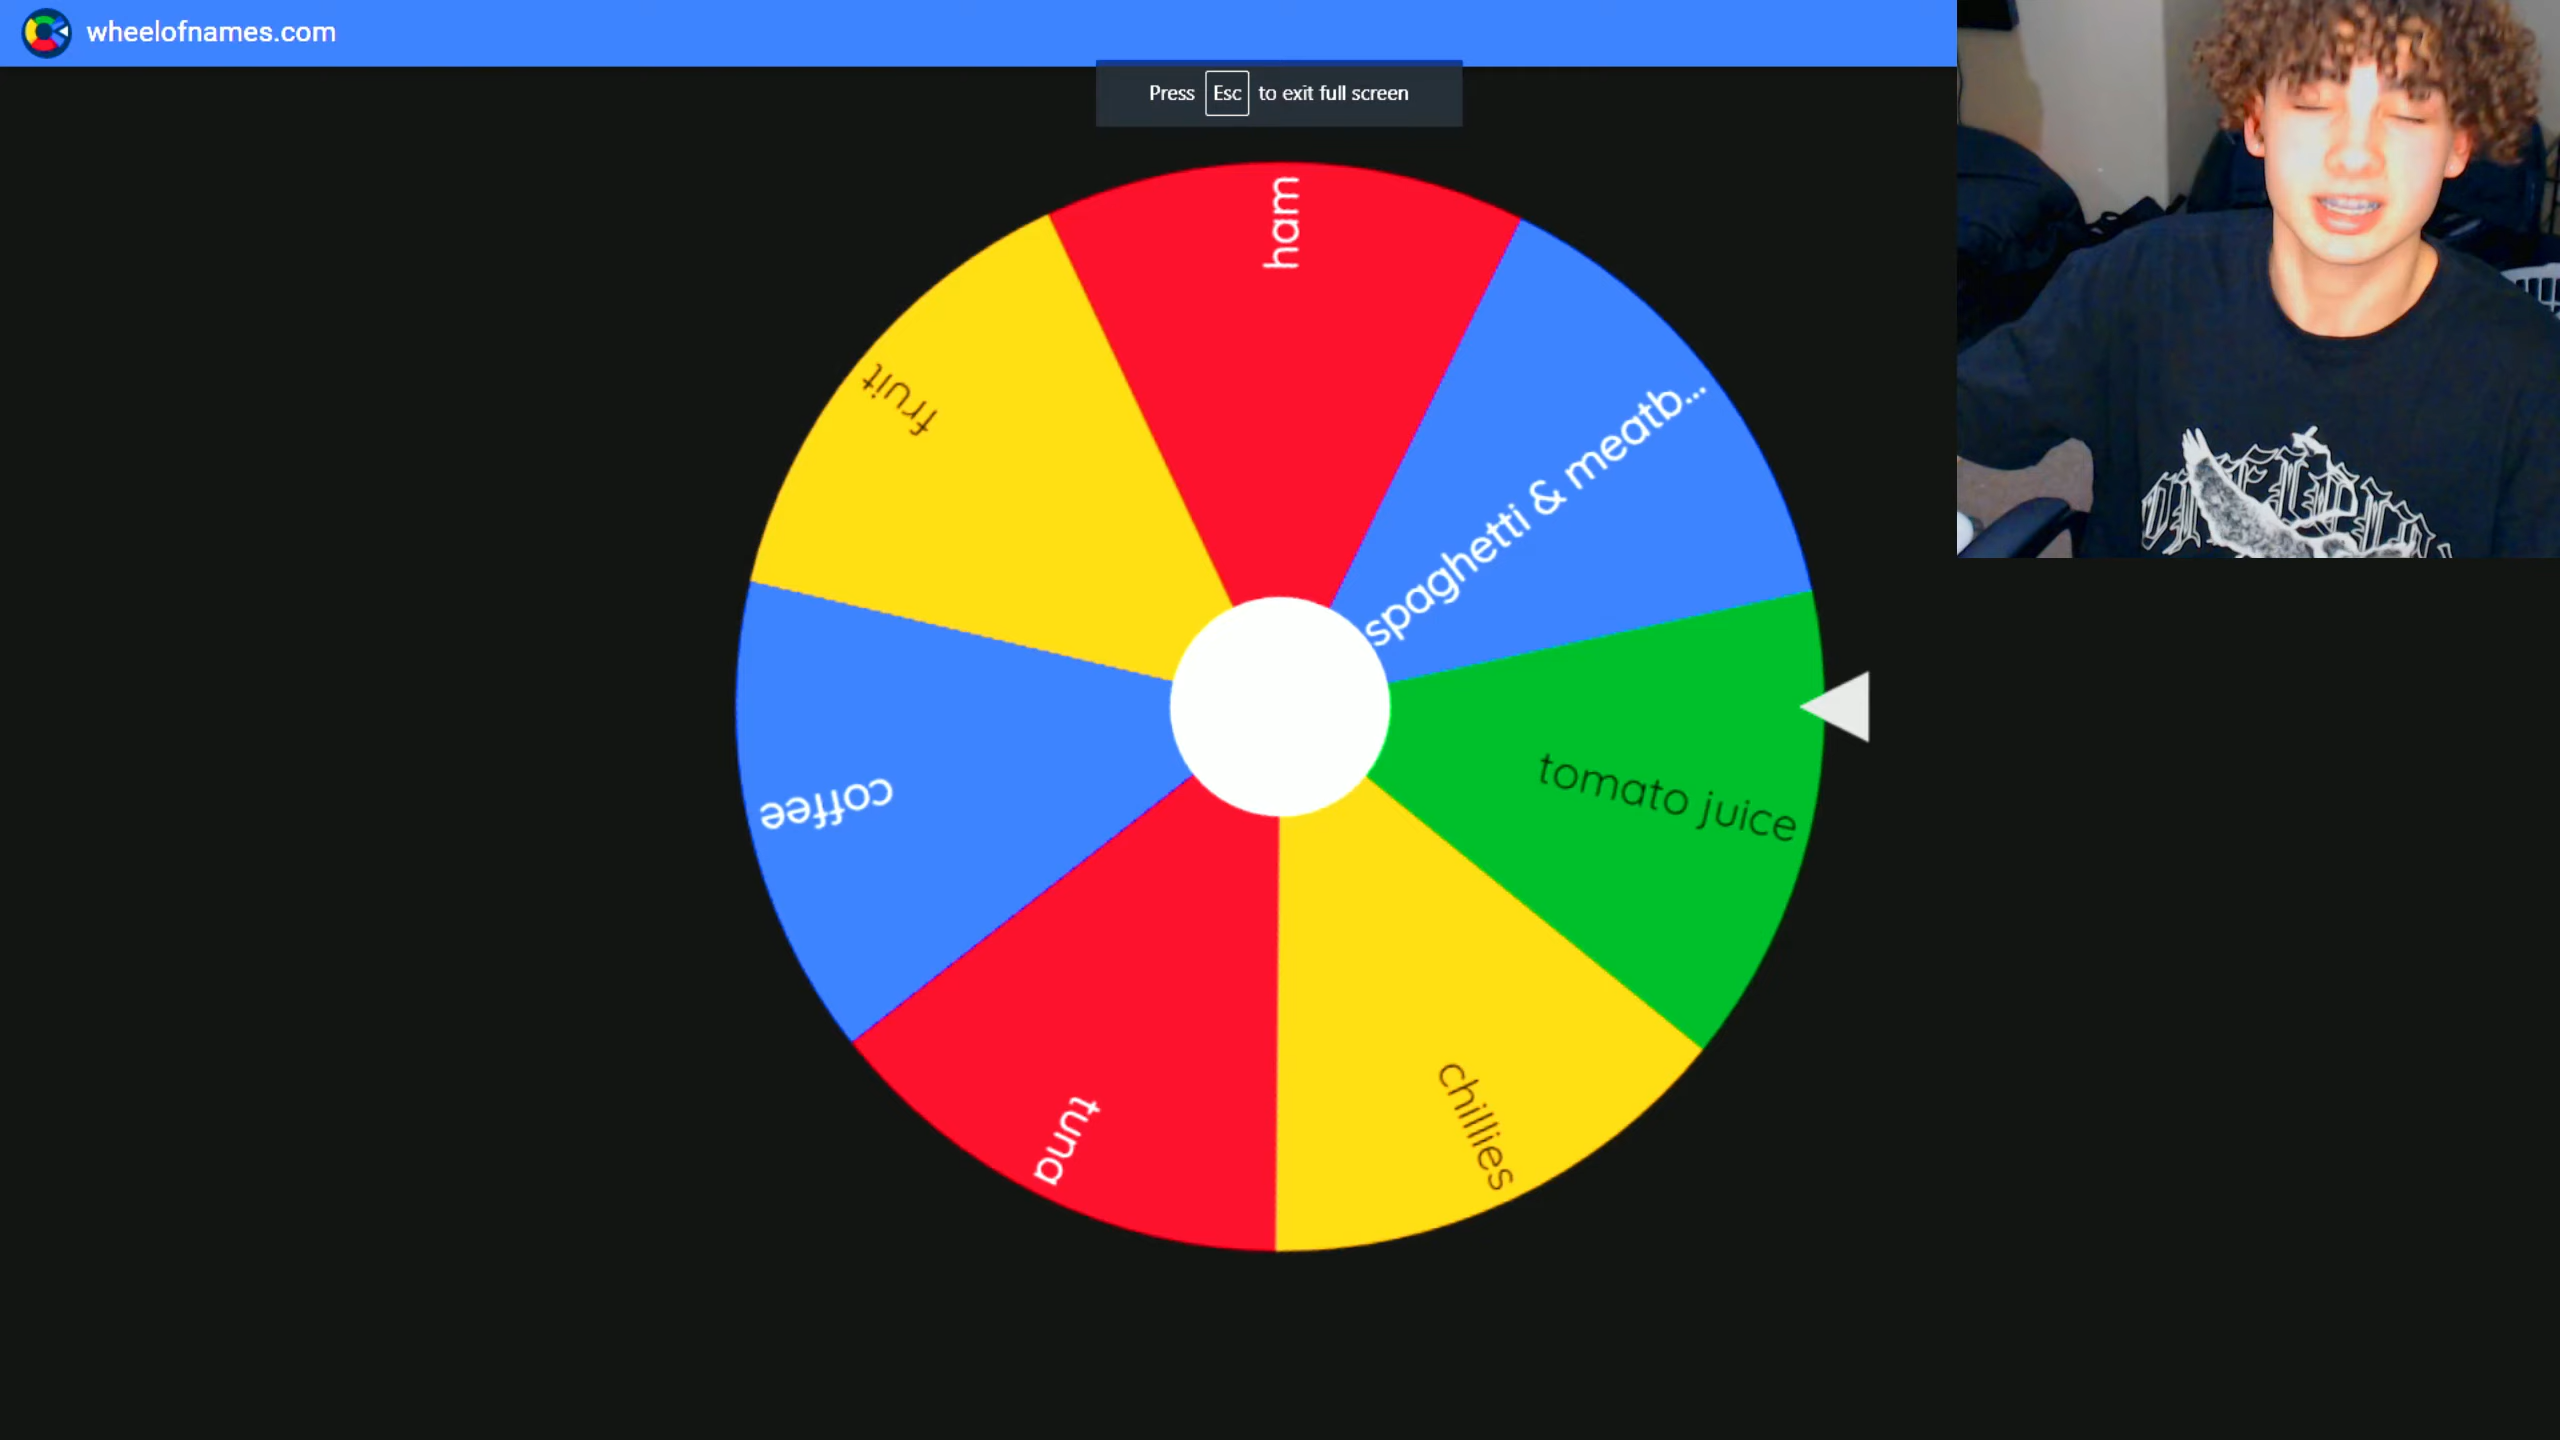 wheelofnames.com
Press Esc to exit full screen
ham
spaghetti & meatb...
tomato juice
chillies
tuna
coffee
fruit